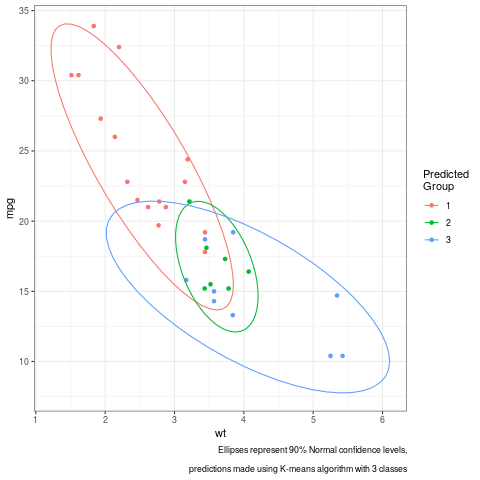 35
30
25
20
15
10
mpg
1 2 3 4 5 6
wt
Predicted
Group
1
2
3
Ellipses represent 90% Normal confidence levels,
predictions made using K-means algorithm with 3 classes